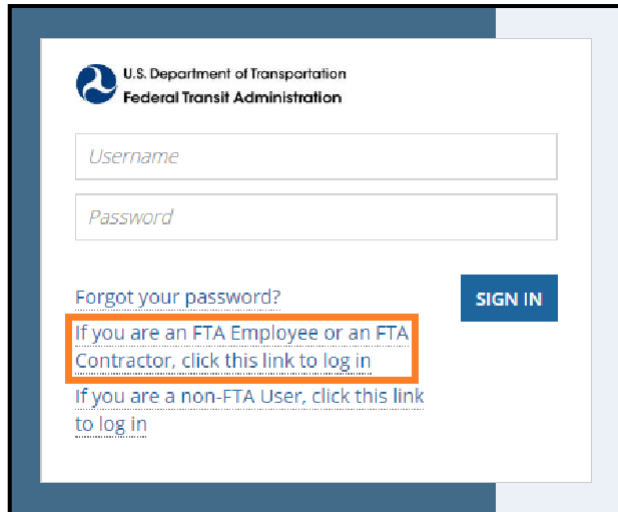 U.S. Department of Transportation
Federal Transit Administration
Username
Password
Forgot your password?
SIGN IN
If you are an FTA Employee or an FTA
Contractor, click this link to log in
If you are a non-FTA User, click this link
to log in